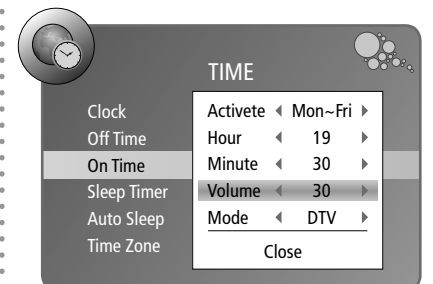 TIME
Clock
Off Time
On Time
Sleep Timer
Auto Sleep
Time Zone
Activete Mon~Fri
Hour 19
Minute 30
Volume 30
Mode DTV
Close